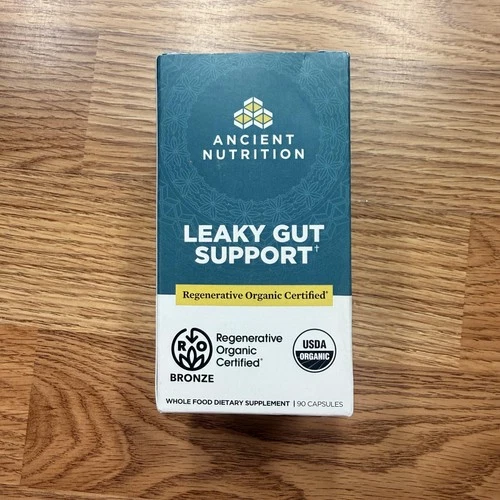 ANCIENT
NUTRITION
LEAKY GUT
SUPPORT†
Regenerative Organic Certified*
Regenerative
Organic
Certified*
RO
BRONZE
USDA
ORGANIC
WHOLE FOOD DIETARY SUPPLEMENT | 90 CAPSULES